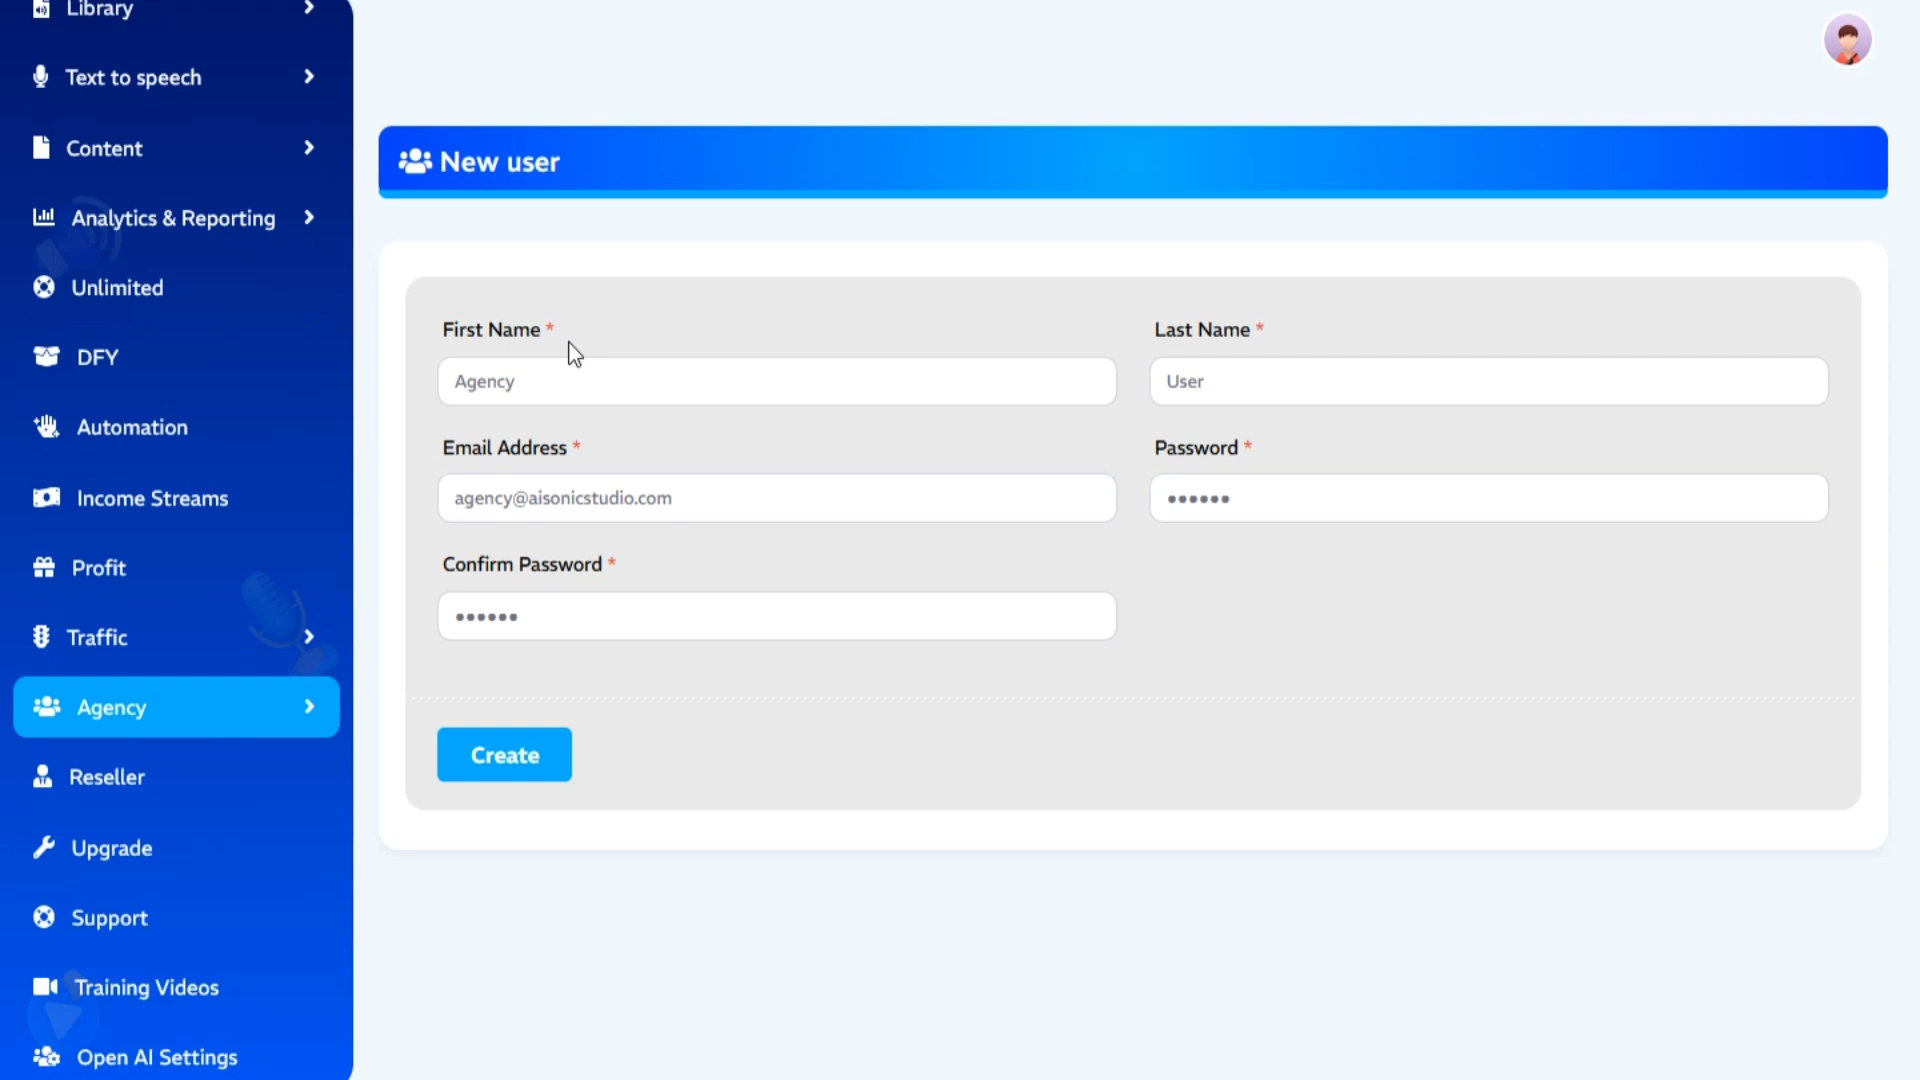 Library
Text to speech
Content
Analytics & Reporting
Unlimited
DFY
Automation
Income Streams
Profit
Traffic
Agency
Reseller
Upgrade
Support
Training Videos
Open AI Settings
New user
First Name *
Agency
Last Name *
User
Email Address *
agency@aisonicstudio.com
Password *
••••••
Confirm Password *
••••••
Create